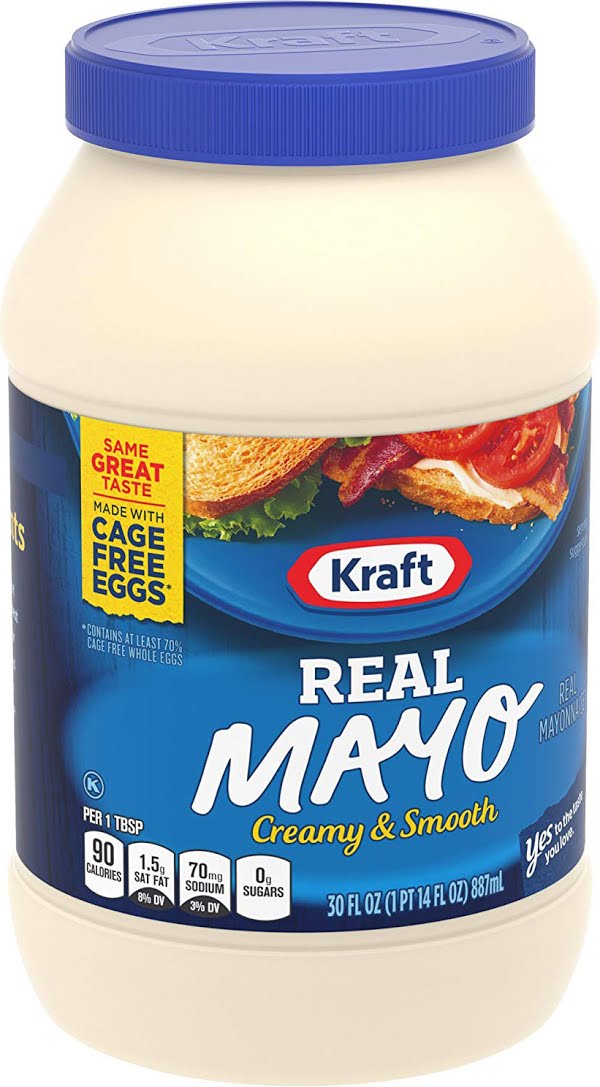 Kraft
SAME
GREAT
TASTE
MADE WITH
CAGE
FREE
EGGS*
*CONTAINS AT LEAST 70%
CAGE FREE WHOLE EGGS
Kraft
REAL
MAYO
Creamy & Smooth
REAL
K
PER 1 TBSP
90
CALORIES
1.5g
SAT FAT
8% DV
70mg
SODIUM
3% DV
0g
SUGARS
yes to the taste
you love.
30 FL OZ (1 PT 14 FL OZ) 887mL